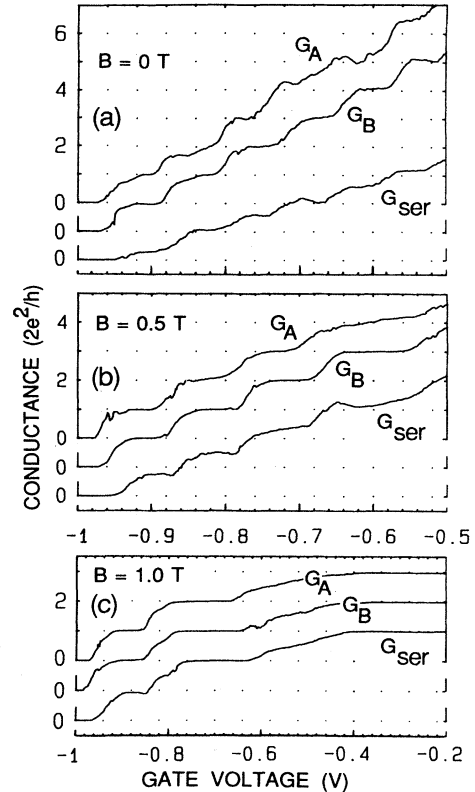 CONDUCTANCE (2e²/h)
B = 0 T
(a)
G_A
G_B
G_ser
6
4
2
0
0
0
B = 0.5 T
(b)
G_A
G_B
G_ser
4
2
0
0
0
-1 -0.9 -0.8 -0.7 -0.6 -0.5
B = 1.0 T
(c)
G_A
G_B
G_ser
2
0
0
0
-1 -0.8 -0.6 -0.4 -0.2
GATE VOLTAGE (V)